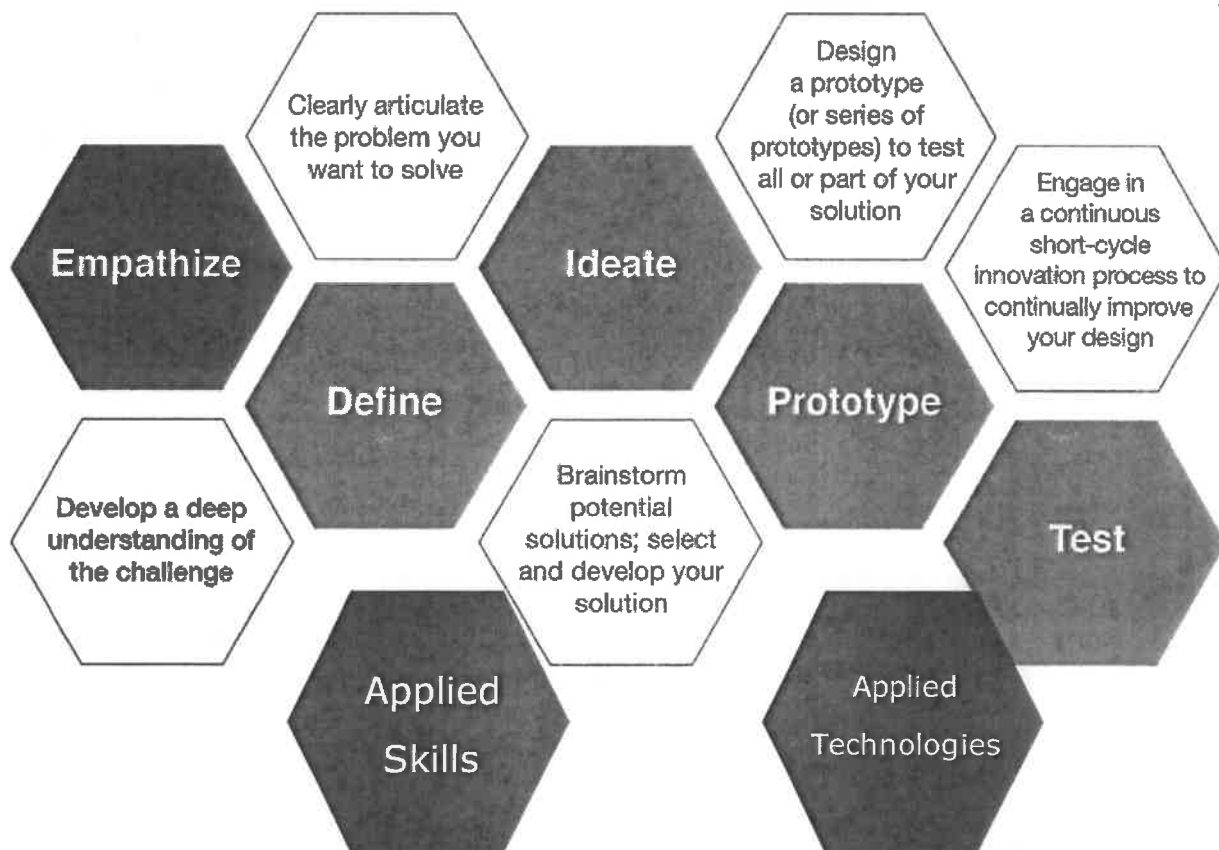 Clearly articulate
the problem you
want to solve
Design
a prototype
(or series of
prototypes) to test
all or part of your
solution
Empathize
Ideate
Engage in
a continuous
short-cycle
innovation process to
continually improve
your design
Define
Prototype
Develop a deep
understanding of
the challenge
Brainstorm
potential
solutions; select
and develop your
solution
Test
Applied
Skills
Applied
Technologies